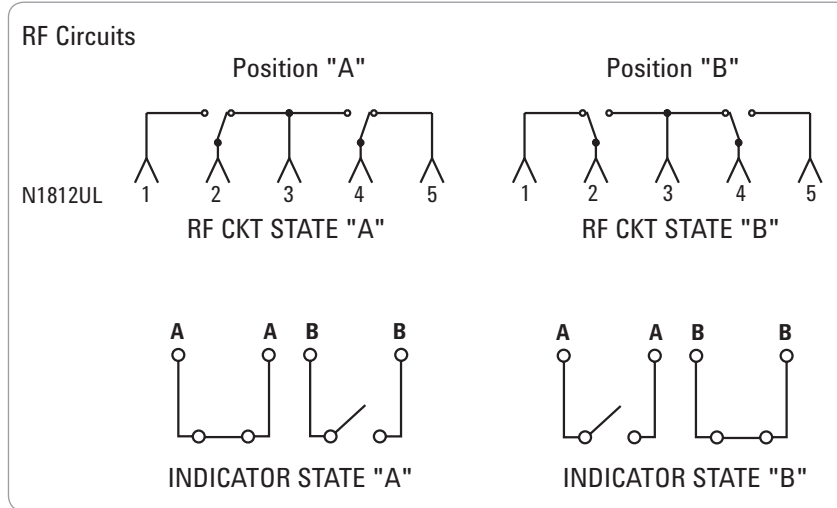 RF Circuits
Position "A" Position "B"
N1812UL 1 2 3 4 5 1 2 3 4 5
RF CKT STATE "A" RF CKT STATE "B"
A A B B A A B B
INDICATOR STATE "A" INDICATOR STATE "B"